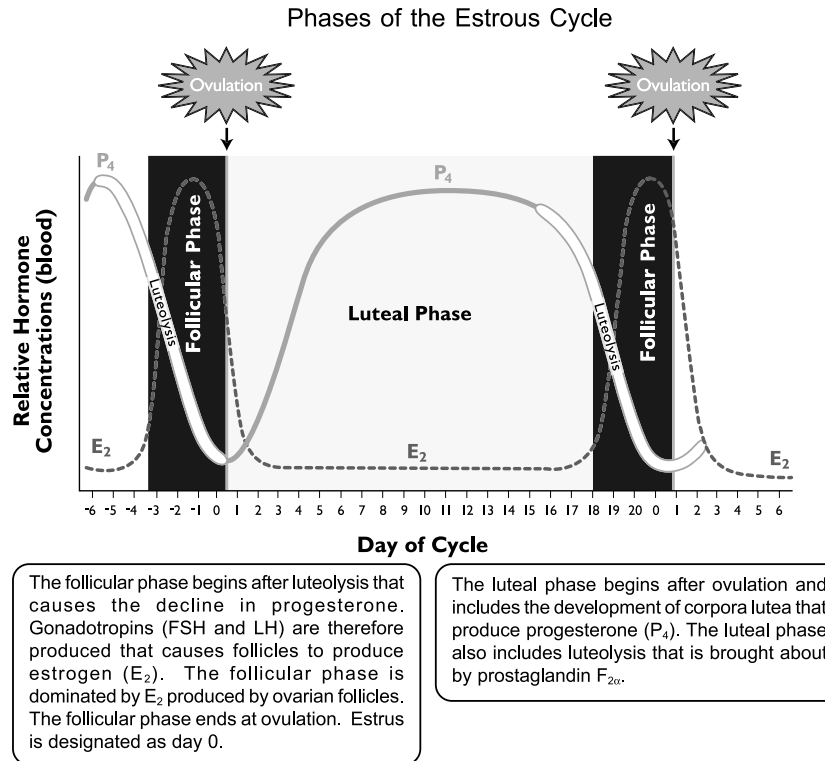 Phases of the Estrous Cycle
Ovulation
Ovulation
P4
P4
Follicular Phase
Follicular Phase
Luteolysis
Luteolysis
Luteal Phase
E2
E2
E2
Relative Hormone
Concentrations (blood)
-6 -5 -4 -3 -2 -1 0 1 2 3 4 5 6 7 8 9 10 11 12 13 14 15 16 17 18 19 20 0 1 2 3 4 5 6
Day of Cycle
The follicular phase begins after luteolysis that
causes the decline in progesterone.
Gonadotropins (FSH and LH) are therefore
produced that causes follicles to produce
estrogen (E2). The follicular phase is
dominated by E2 produced by ovarian follicles.
The follicular phase ends at ovulation. Estrus
is designated as day 0.
The luteal phase begins after ovulation and
includes the development of corpora lutea that
produce progesterone (P4). The luteal phase
also includes luteolysis that is brought about
by prostaglandin F2α.